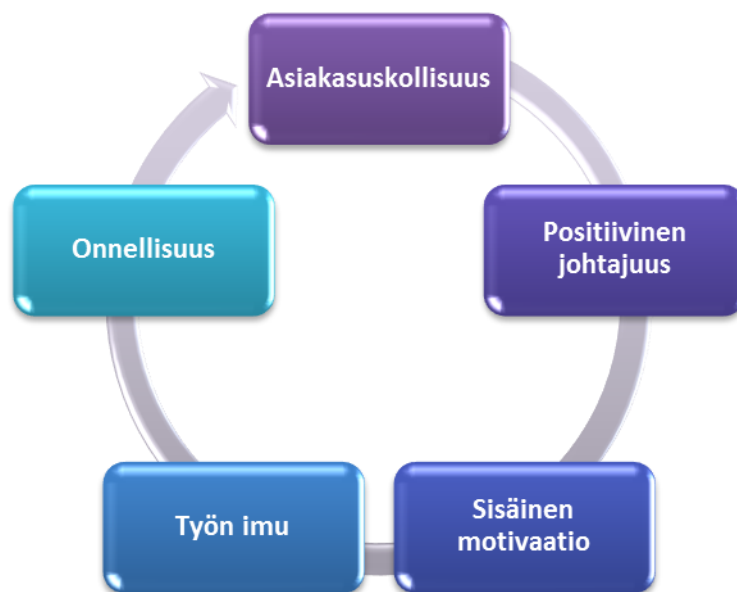 Asiakasuskollisuus
Positiivinen
johtajuus
Sisäinen
motivaatio
Työn imu
Onnellisuus